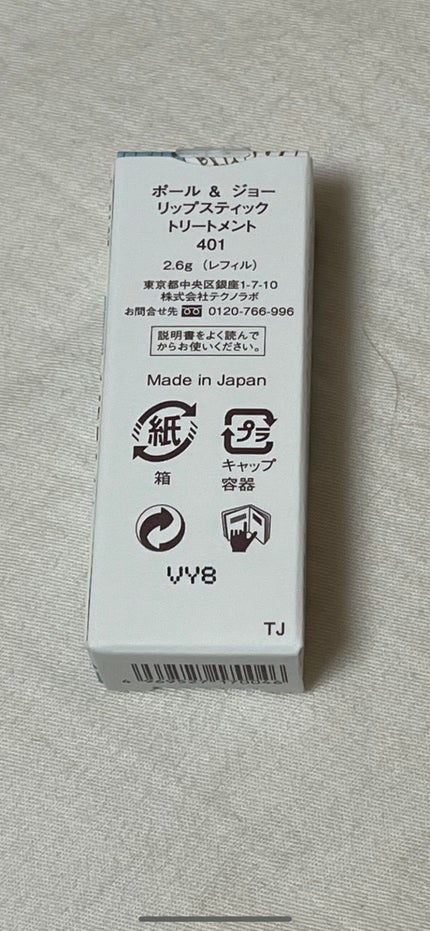 ポール & ジョー
リップスティック
トリートメント
401
2.6g（レフィル）
東京都中央区銀座1-7-10
株式会社テクノラボ
お問合せ先 0120-766-996
説明書をよく読んで
からお使いください。
Made in Japan
紙 プラ
箱 キャップ
容器
VY8
TJ